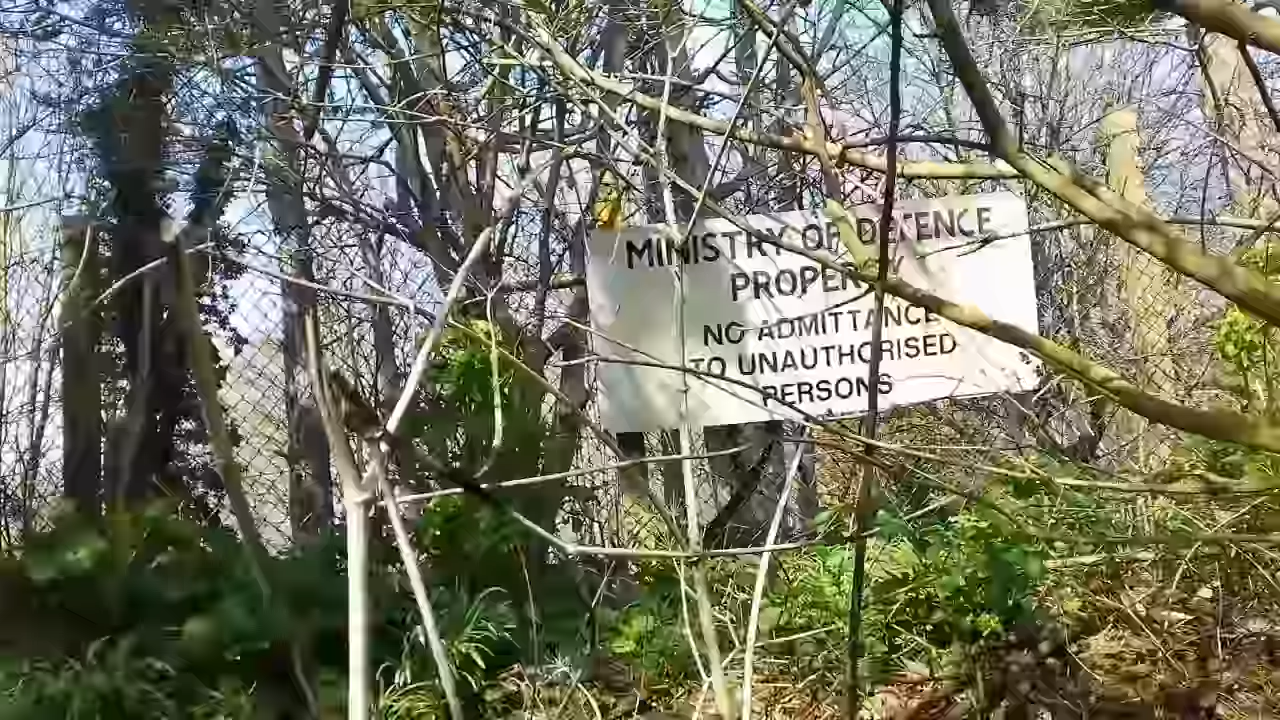 MINISTRY OF DEFENCE
PROPERTY
NO ADMITTANCE
TO UNAUTHORISED
PERSONS